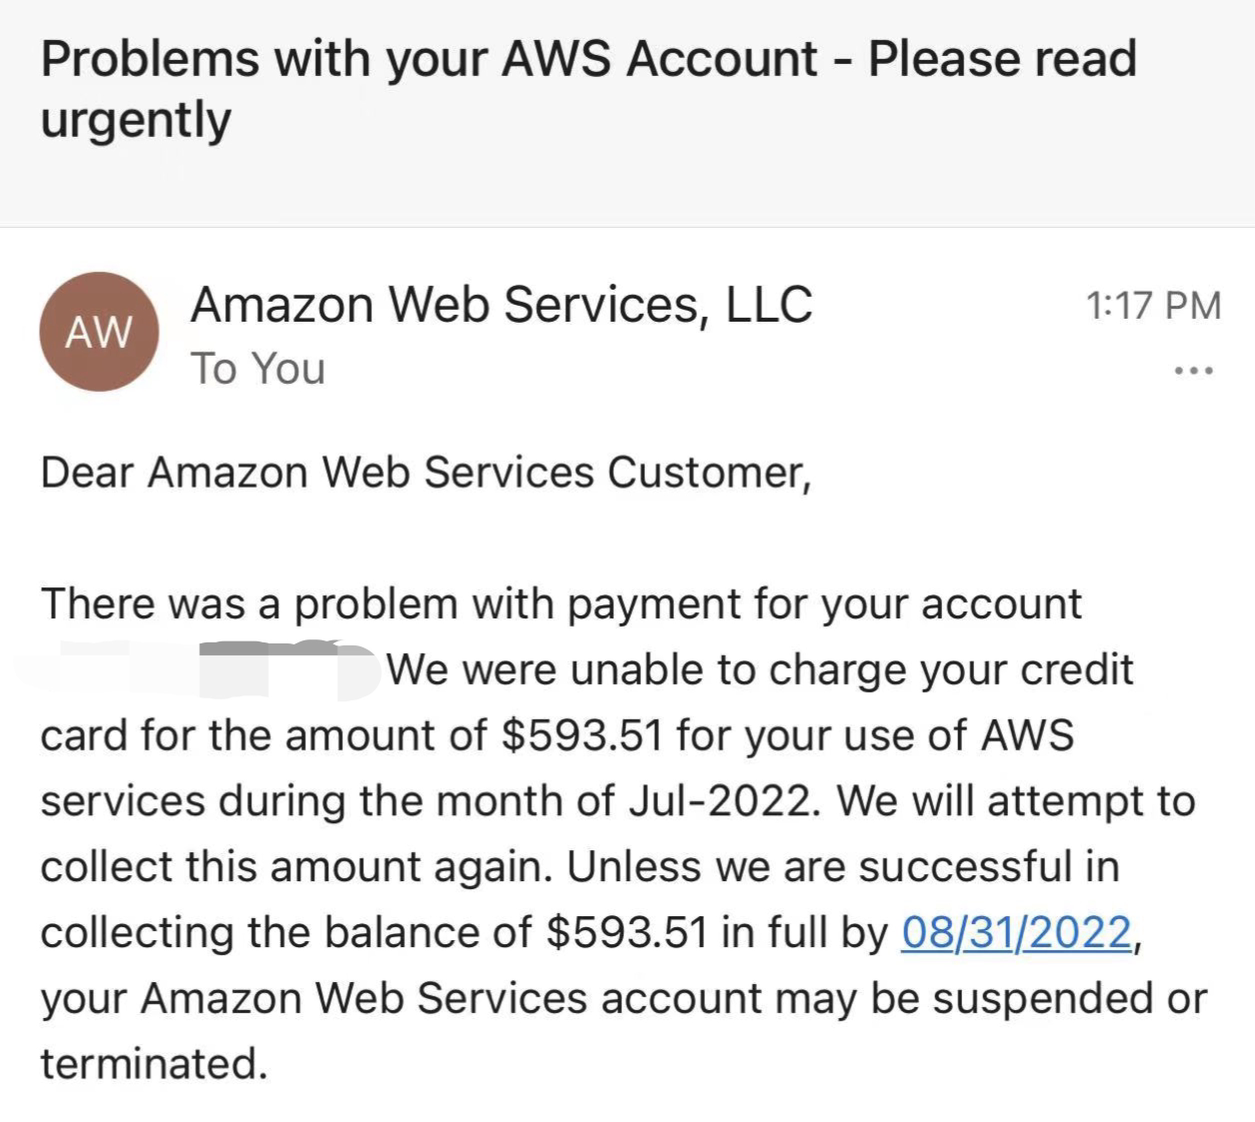 Problems with your AWS Account - Please read
urgently
AW
Amazon Web Services, LLC
1:17 PM
To You
...
Dear Amazon Web Services Customer,
There was a problem with payment for your account
We were unable to charge your credit
card for the amount of $593.51 for your use of AWS
services during the month of Jul-2022. We will attempt to
collect this amount again. Unless we are successful in
collecting the balance of $593.51 in full by 08/31/2022,
your Amazon Web Services account may be suspended or
terminated.